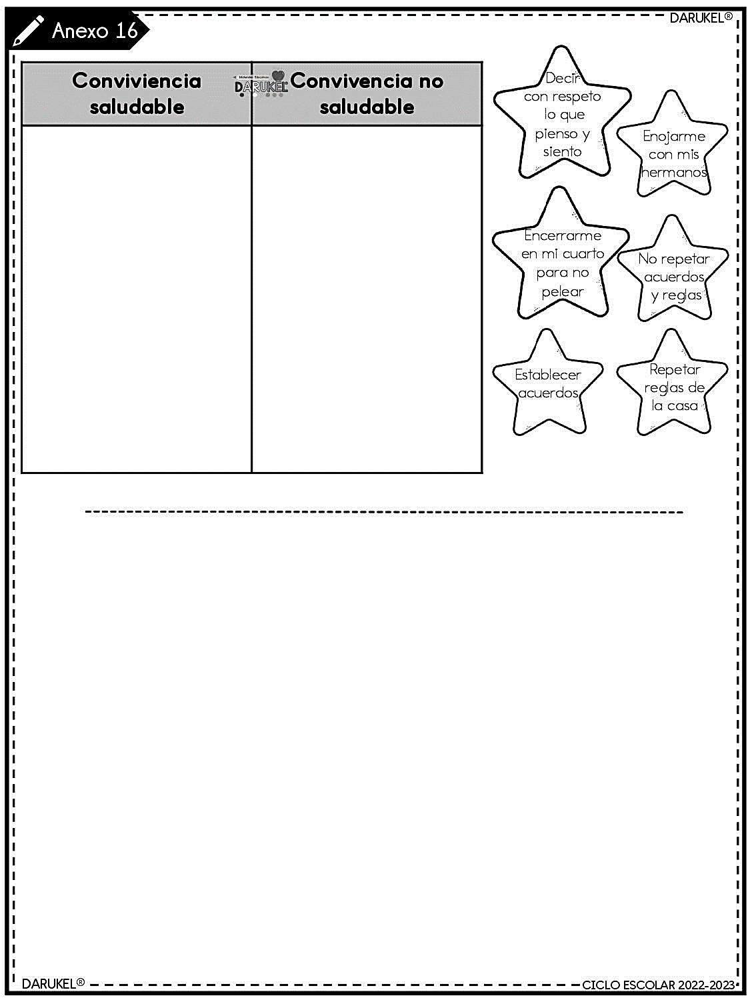 Anexo 16
DARUKEL®
Conviviencia
saludable
Materiales Educativos
DARUKEL®
Convivencia no
saludable
Decir
con respeto
lo que
pienso y
siento
Enojarme
con mis
hermanos
Encerrarme
en mi cuarto
para no
pelear
No repetar
acuerdos
y reglas
Establecer
acuerdos
Repetar
reglas de
la casa
DARUKEL®
CICLO ESCOLAR 2022-2023